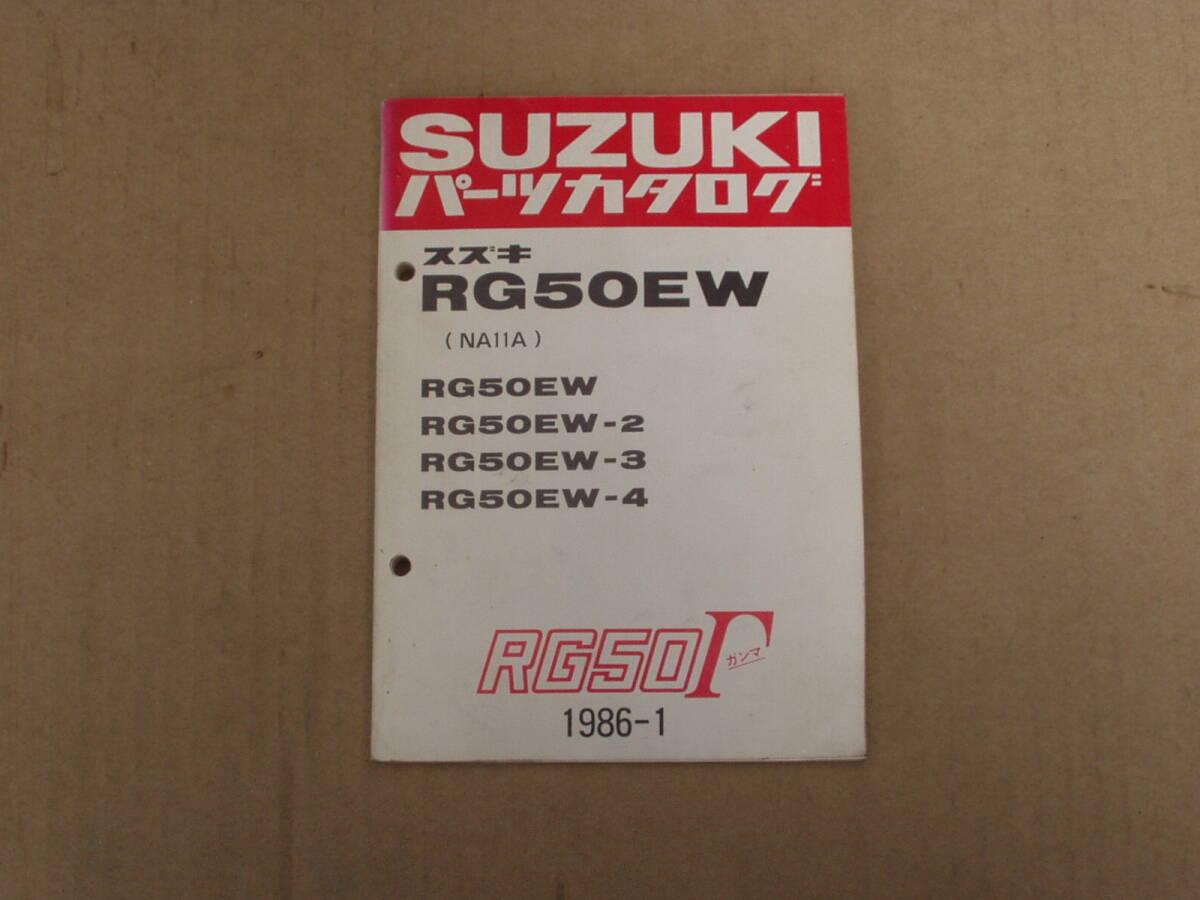 SUZUKI
パーツカタログ
スズキ
RG50EW
( NA11A )
RG50EW
RG50EW-2
RG50EW-3
RG50EW-4
RG50Γ ガンマ
1986-1